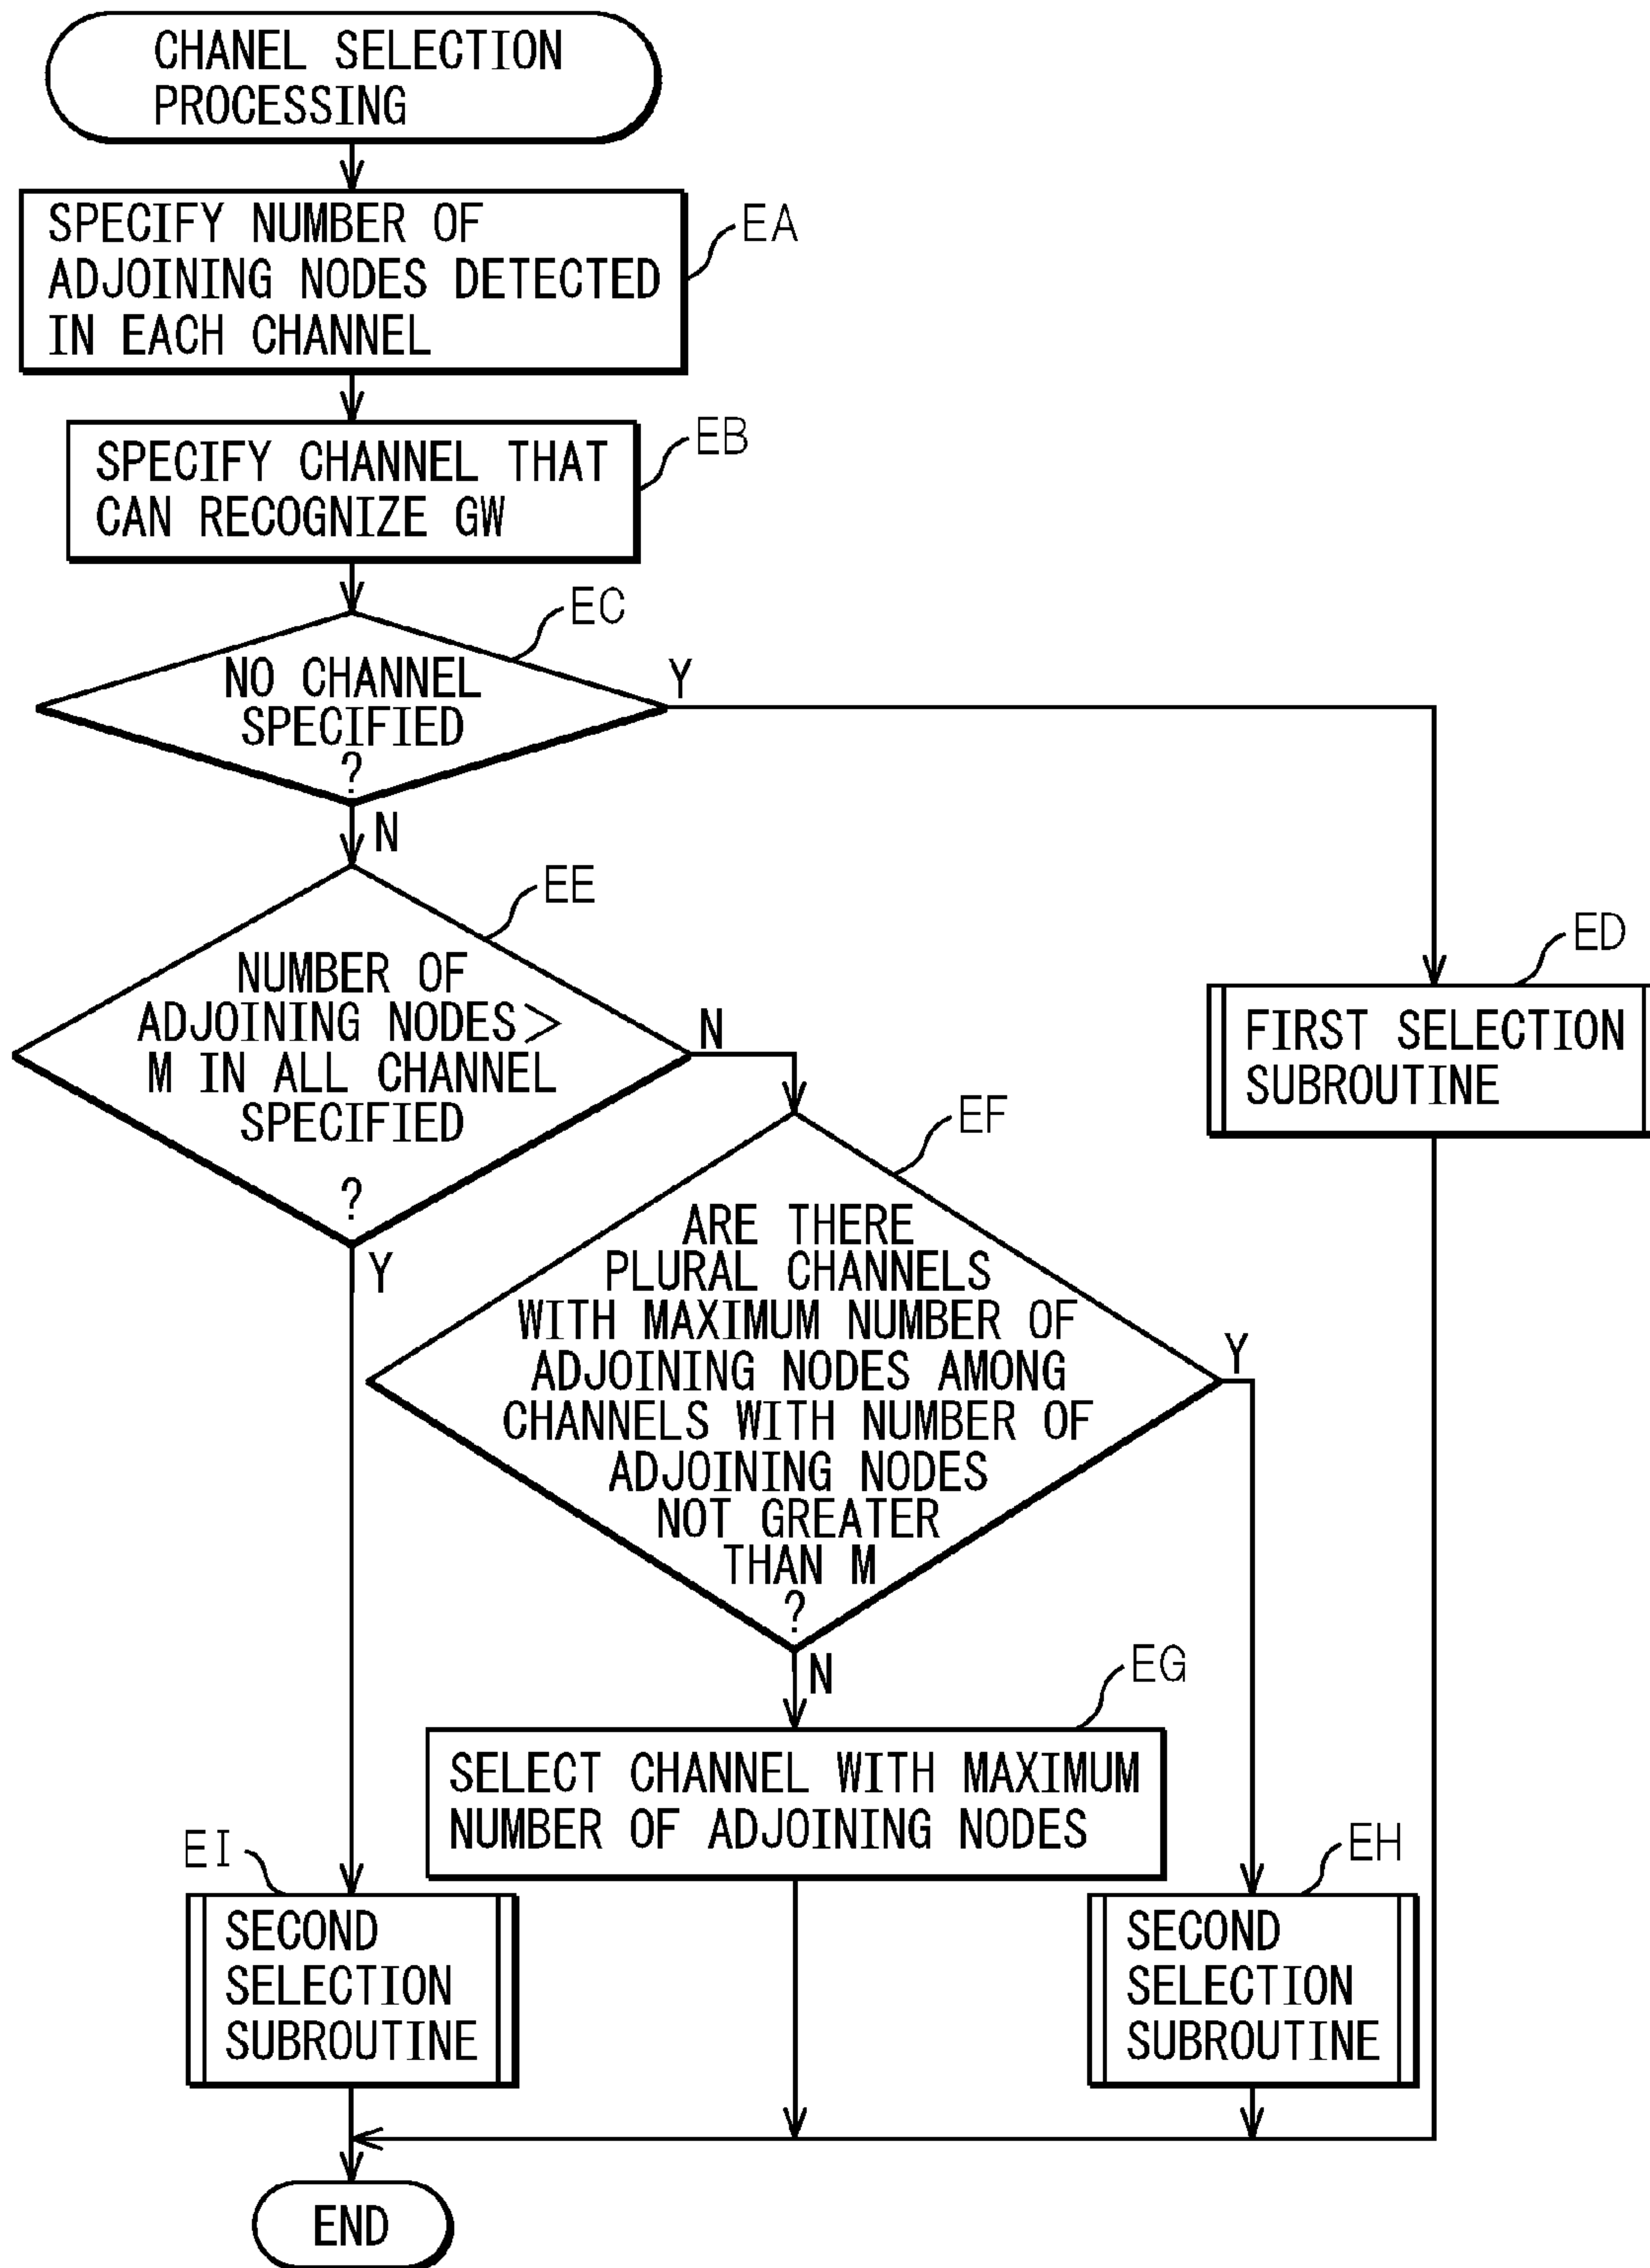 CHANEL SELECTION
PROCESSING
SPECIFY NUMBER OF
ADJOINING NODES DETECTED
IN EACH CHANNEL
EA
SPECIFY CHANNEL THAT
CAN RECOGNIZE GW
EB
EC
NO CHANNEL
SPECIFIED
?
Y
N
EE
NUMBER OF
ADJOINING NODES>
M IN ALL CHANNEL
SPECIFIED
?
N
Y
ED
FIRST SELECTION
SUBROUTINE
EF
ARE THERE
PLURAL CHANNELS
WITH MAXIMUM NUMBER OF
ADJOINING NODES AMONG
CHANNELS WITH NUMBER OF
ADJOINING NODES
NOT GREATER
THAN M
?
Y
N
EG
SELECT CHANNEL WITH MAXIMUM
NUMBER OF ADJOINING NODES
EI
SECOND
SELECTION
SUBROUTINE
EH
SECOND
SELECTION
SUBROUTINE
END